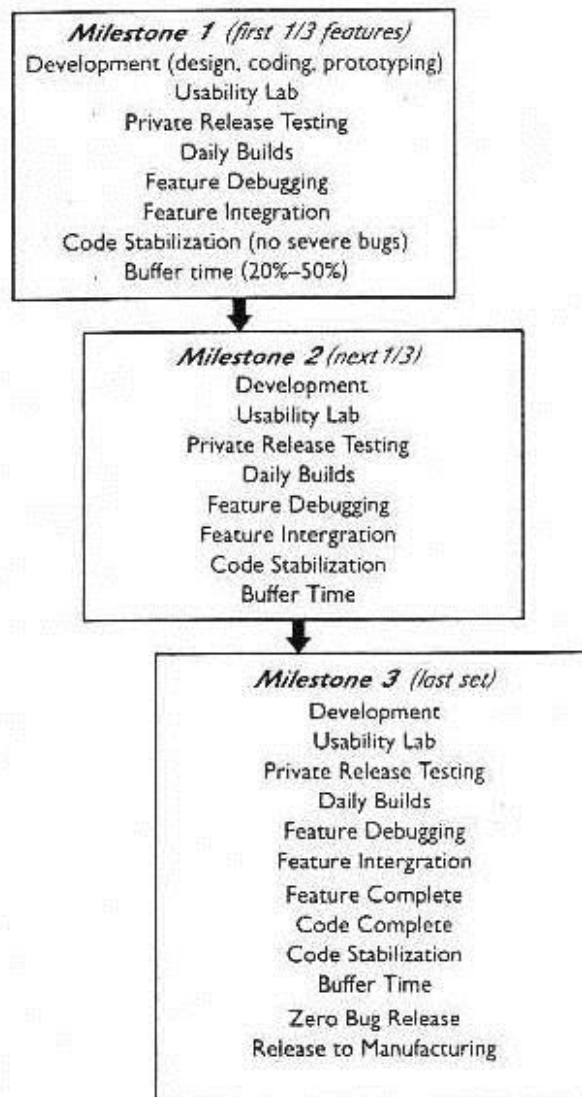 Milestone 1 (first 1/3 features)
Development (design, coding, prototyping)
Usability Lab
Private Release Testing
Daily Builds
Feature Debugging
Feature Integration
Code Stabilization (no severe bugs)
Buffer time (20%–50%)
Milestone 2 (next 1/3)
Development
Usability Lab
Private Release Testing
Daily Builds
Feature Debugging
Feature Intergration
Code Stabilization
Buffer Time
Milestone 3 (last set)
Development
Usability Lab
Private Release Testing
Daily Builds
Feature Debugging
Feature Intergration
Feature Complete
Code Complete
Code Stabilization
Buffer Time
Zero Bug Release
Release to Manufacturing